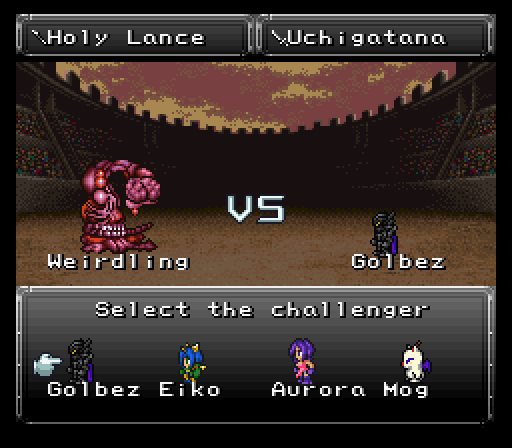 Holy Lance Uchigatana
VS
Weirdling Golbez
Select the challenger
Golbez Eiko Aurora Mog